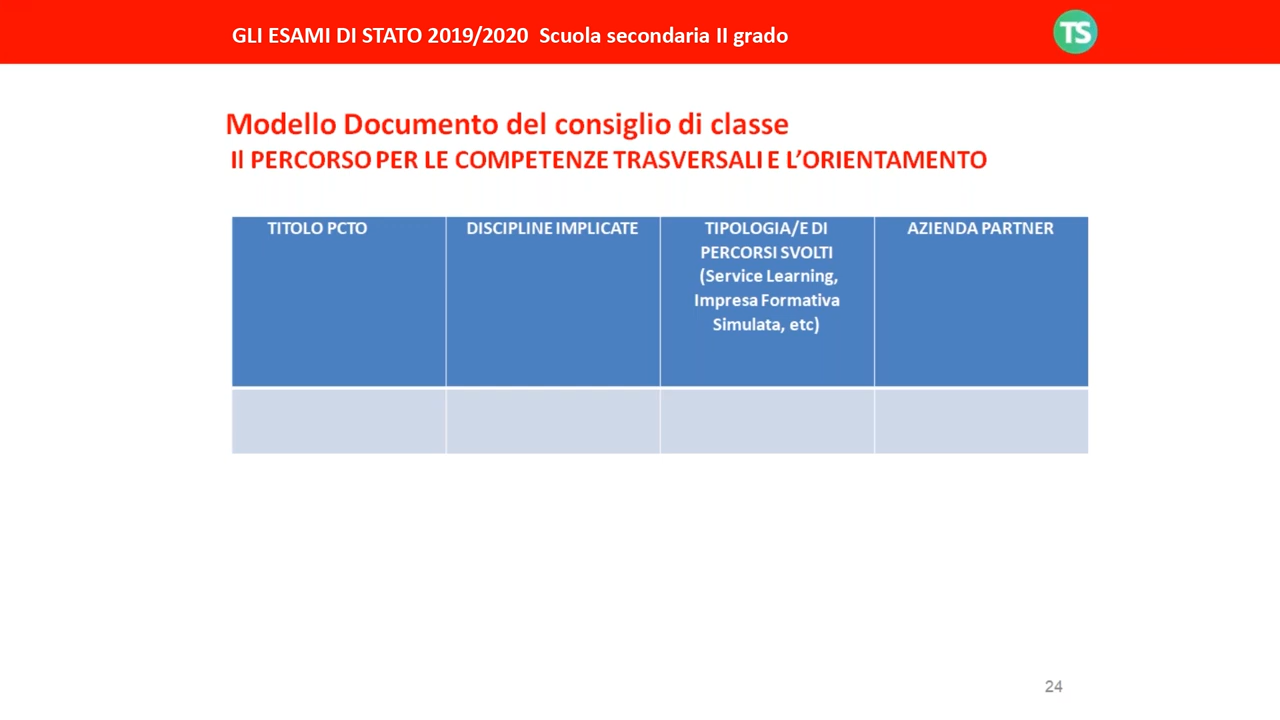 GLI ESAMI DI STATO 2019/2020 Scuola secondaria II grado
TS
Modello Documento del consiglio di classe
Il PERCORSO PER LE COMPETENZE TRASVERSALI E L’ORIENTAMENTO
TITOLO PCTO
DISCIPLINE IMPLICATE
TIPOLOGIA/E DI
PERCORSI SVOLTI
(Service Learning,
Impresa Formativa
Simulata, etc)
AZIENDA PARTNER
24